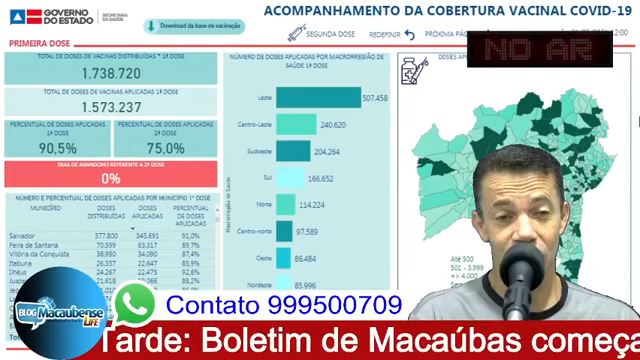 GOVERNO DO ESTADO
SECRETARIA DA SAÚDE
Download da base de vacinação
ACOMPANHAMENTO DA COBERTURA VACINAL COVID-19
SEGUNDA DOSE
REDEFINIR
PRÓXIMA PÁG
NO AR
PRIMEIRA DOSE
TOTAL DE DOSES DE VACINAS DISTRIBUÍDAS * 1ª DOSE
1.738.720
TOTAL DE DOSES DE VACINAS APLICADAS 1ª DOSE
1.573.237
PERCENTUAL DE DOSES APLICADAS 1ª DOSE
90,5%
PERCENTUAL DE DOSES APLICADAS 2ª DOSE
75,0%
TAXA DE ABANDONO REFERENTE A 2ª DOSE
0%
NÚMERO E PERCENTUAL DE DOSES APLICADAS POR MUNICÍPIO 1ª DOSE
MUNICÍPIO DOSES DISTRIBUÍDAS DOSES APLICADAS PERCENTUAL DE DOSES APLICADAS
Salvador 377.800 343.691 91,0%
Feira de Santana 70.599 63.317 89,7%
Vitória da Conquista 38.990 34.090 87,4%
Itabuna 26.357 22.647 85,9%
Ilhéus 24.267 22.475 92,6%
NÚMERO DE DOSES APLICADAS POR MACRORREGIÃO DE SAÚDE 1ª DOSE
Macrorregião de Saúde
Leste 507.458
Centro-Leste 240.620
Sudoeste 204.264
Sul 166.652
Norte 114.224
Centro-norte 97.589
Oeste 86.484
Nordeste 85.996
DOSES APL
Até 500
501 - 3.999
=> 4.000
BLOG
Macaubense
LIFE
Contato 999500709
Tarde: Boletim de Macaúbas começa